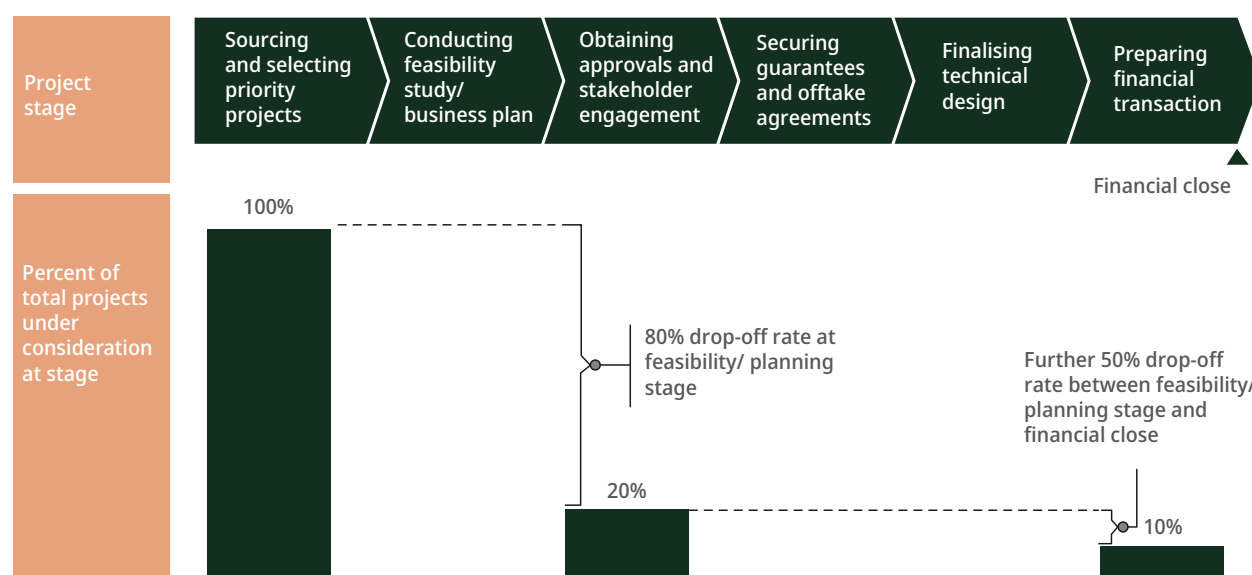 Project
stage
Sourcing
and selecting
priority
projects
Conducting
feasibility
study/
business plan
Obtaining
approvals and
stakeholder
engagement
Securing
guarantees
and offtake
agreements
Finalising
technical
design
Preparing
financial
transaction
Financial close
Percent of
total projects
under
consideration
at stage
100%
80% drop-off rate at
feasibility/ planning
stage
20%
Further 50% drop-off
rate between feasibility/
planning stage and
financial close
10%